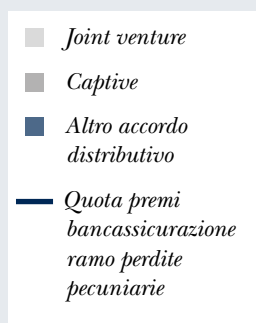 Joint venture
Captive
Altro accordo
distributivo
Quota premi
bancassicurazione
ramo perdite
pecuniarie